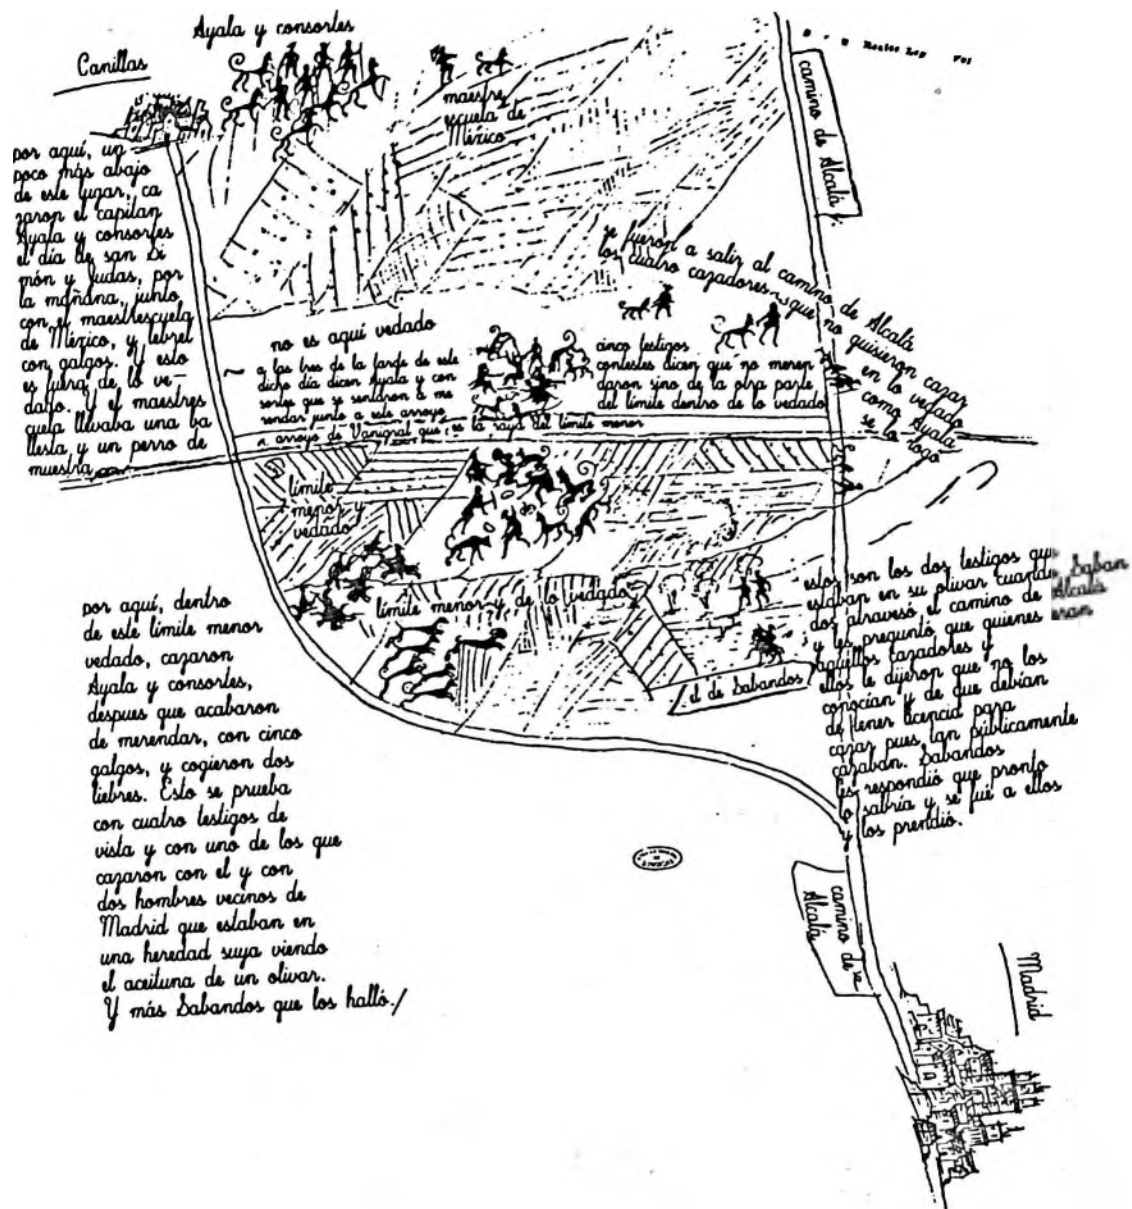 Ayala y consortes
Canillas
maestre
escuela de
México
camino de Alcalá y.
por aquí, un
poco más abajo
de este lugar, ca
zaron el capitan
Ayala y consortes
el día de san Si
món y Judas, por
la mañana, junto
con el maestrescuela
de México, y lebrel
con galgos. Y esto
es fuera de lo ve-
dado. Y el maestres
cuela llevaba una ba
llesta y un perro de
muestra
se fueron a salir al camino de Alcalá
los cuatro cazadores que no quisieron cazar
en lo vedado
como Ayala
se lo rogó
no es aquí vedado
a las tres de la tarde de este
dicho día dicen Ayala y con
sortes que se sentaron a me
rendar junto a este arroyo
arroyo de Vanigral que es la raya del límite menor
cinco testigos
contestes dicen que no meren
daron sino de la otra parte
del límite dentro de lo vedado
límite
menor y
vedado
límite menor y de lo vedado
el de Sabandos
por aquí, dentro
de este límite menor
vedado, cazaron
Ayala y consortes,
despues que acabaron
de merendar, con cinco
galgos, y cogieron dos
liebres. Esto se prueba
con cuatro testigos de
vista y con uno de los que
cazaron con el y con
dos hombres vecinos de
Madrid que estaban en
una heredad suya viendo
el aceituna de un olivar.
Y más Sabandos que los halló./
estos son los dos testigos que
estaban en su olivar cuando Saban
dos atravesó el camino de Alcalá
y les preguntó que quienes eran
aquellos cazadores y
ellos le dijeron que no los
conocían y de que debían
de tener licencia para
cazar pues tan públicamente
cazaban. Sabandos
les respondió que pronto
lo sabría y se fué a ellos
y los prendió.
camino de
Alcalá
Madrid